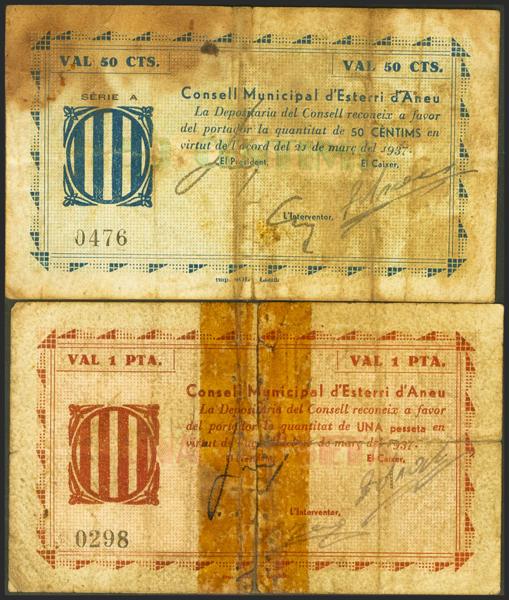 VAL 50 CTS. VAL 50 CTS.
SÈRIE A
Consell Municipal d'Esterri d'Aneu
La Depositaria del Consell reconeix a favor
del portador la quantitat de 50 CÈNTIMS en
virtut de l'acord del 21 de març del 1937.
El President, El Caixer,
L'Interventor,
0476
Imp.
VAL 1 PTA. VAL 1 PTA.
Consell Municipal d'Esterri d'Aneu
La Depositaria del Consell reconeix a favor
del portador la quantitat de UNA pesseta en
virtut de de març del 1937.
El Caixer,
L'Interventor,
0298